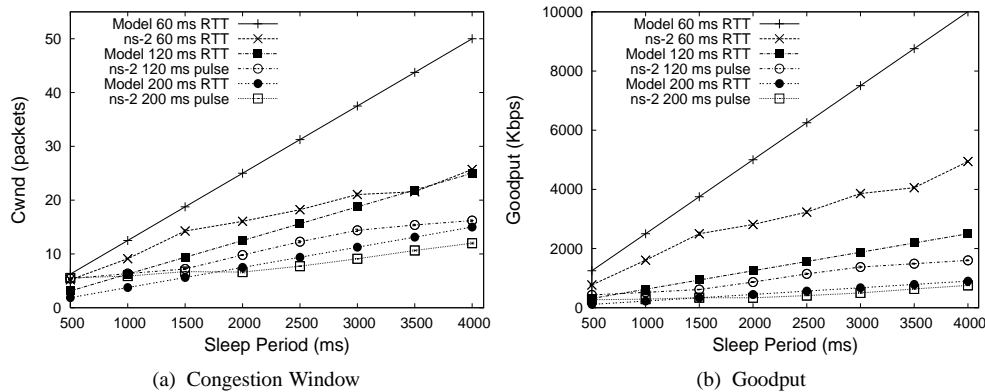 Cwnd (packets)
50
40
30
20
10
0
Model 60 ms RTT
ns-2 60 ms RTT
Model 120 ms RTT
ns-2 120 ms pulse
Model 200 ms RTT
ns-2 200 ms pulse
500 1000 1500 2000 2500 3000 3500 4000
Sleep Period (ms)
(a) Congestion Window
Goodput (Kbps)
10000
8000
6000
4000
2000
0
Model 60 ms RTT
ns-2 60 ms RTT
Model 120 ms RTT
ns-2 120 ms pulse
Model 200 ms RTT
ns-2 200 ms pulse
500 1000 1500 2000 2500 3000 3500 4000
Sleep Period (ms)
(b) Goodput